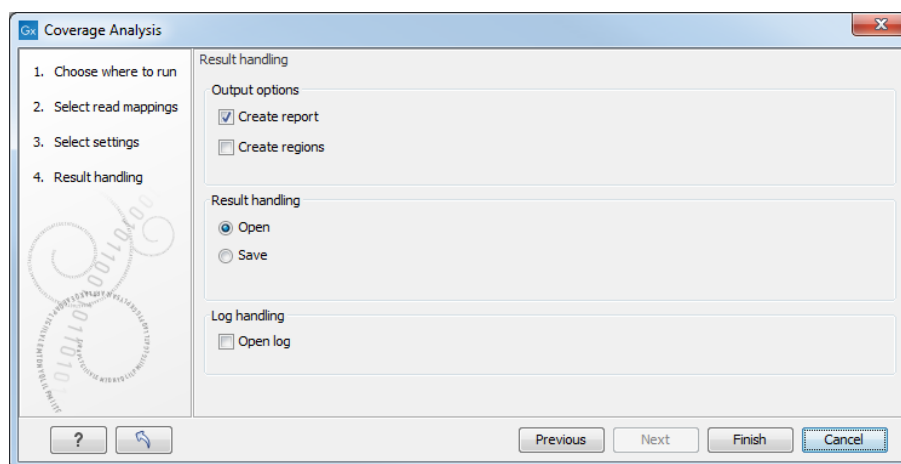 Gx Coverage Analysis
1. Choose where to run
2. Select read mappings
3. Select settings
4. Result handling
Result handling
Output options
Create report
Create regions
Result handling
Open
Save
Log handling
Open log
?
Previous
Next
Finish
Cancel